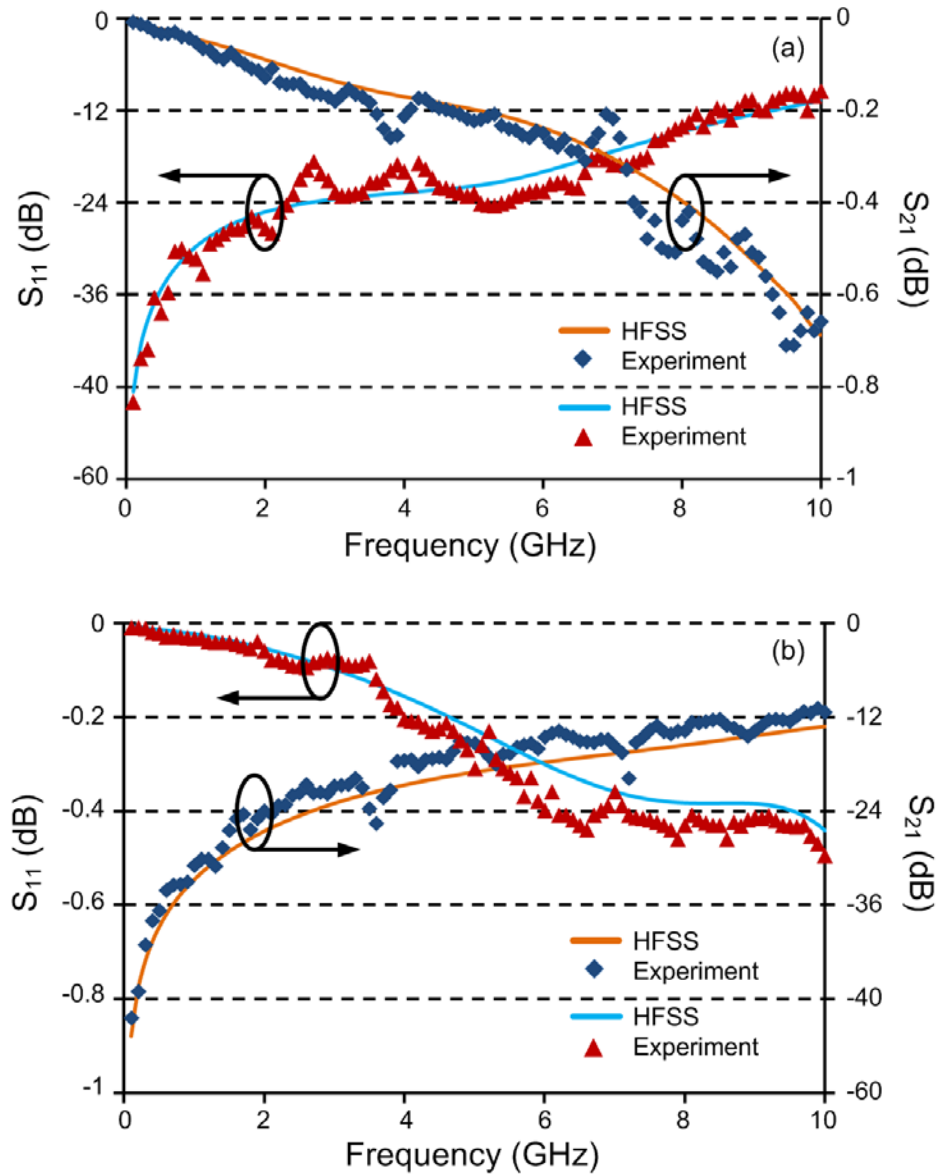 (a)
0
-12
-24
-36
-40
-60
S11 (dB)
0
-0.2
-0.4
-0.6
-0.8
-1
S21 (dB)
HFSS
Experiment
HFSS
Experiment
0 2 4 6 8 10
Frequency (GHz)
(b)
0
-0.2
-0.4
-0.6
-0.8
-1
S11 (dB)
0
-12
-24
-36
-40
-60
S21 (dB)
HFSS
Experiment
HFSS
Experiment
0 2 4 6 8 10
Frequency (GHz)